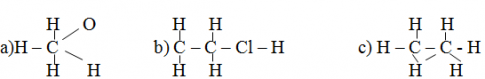 H O H H H H
a) H – C b) C – C – Cl – H c) H – C – C - H
H H H H H H